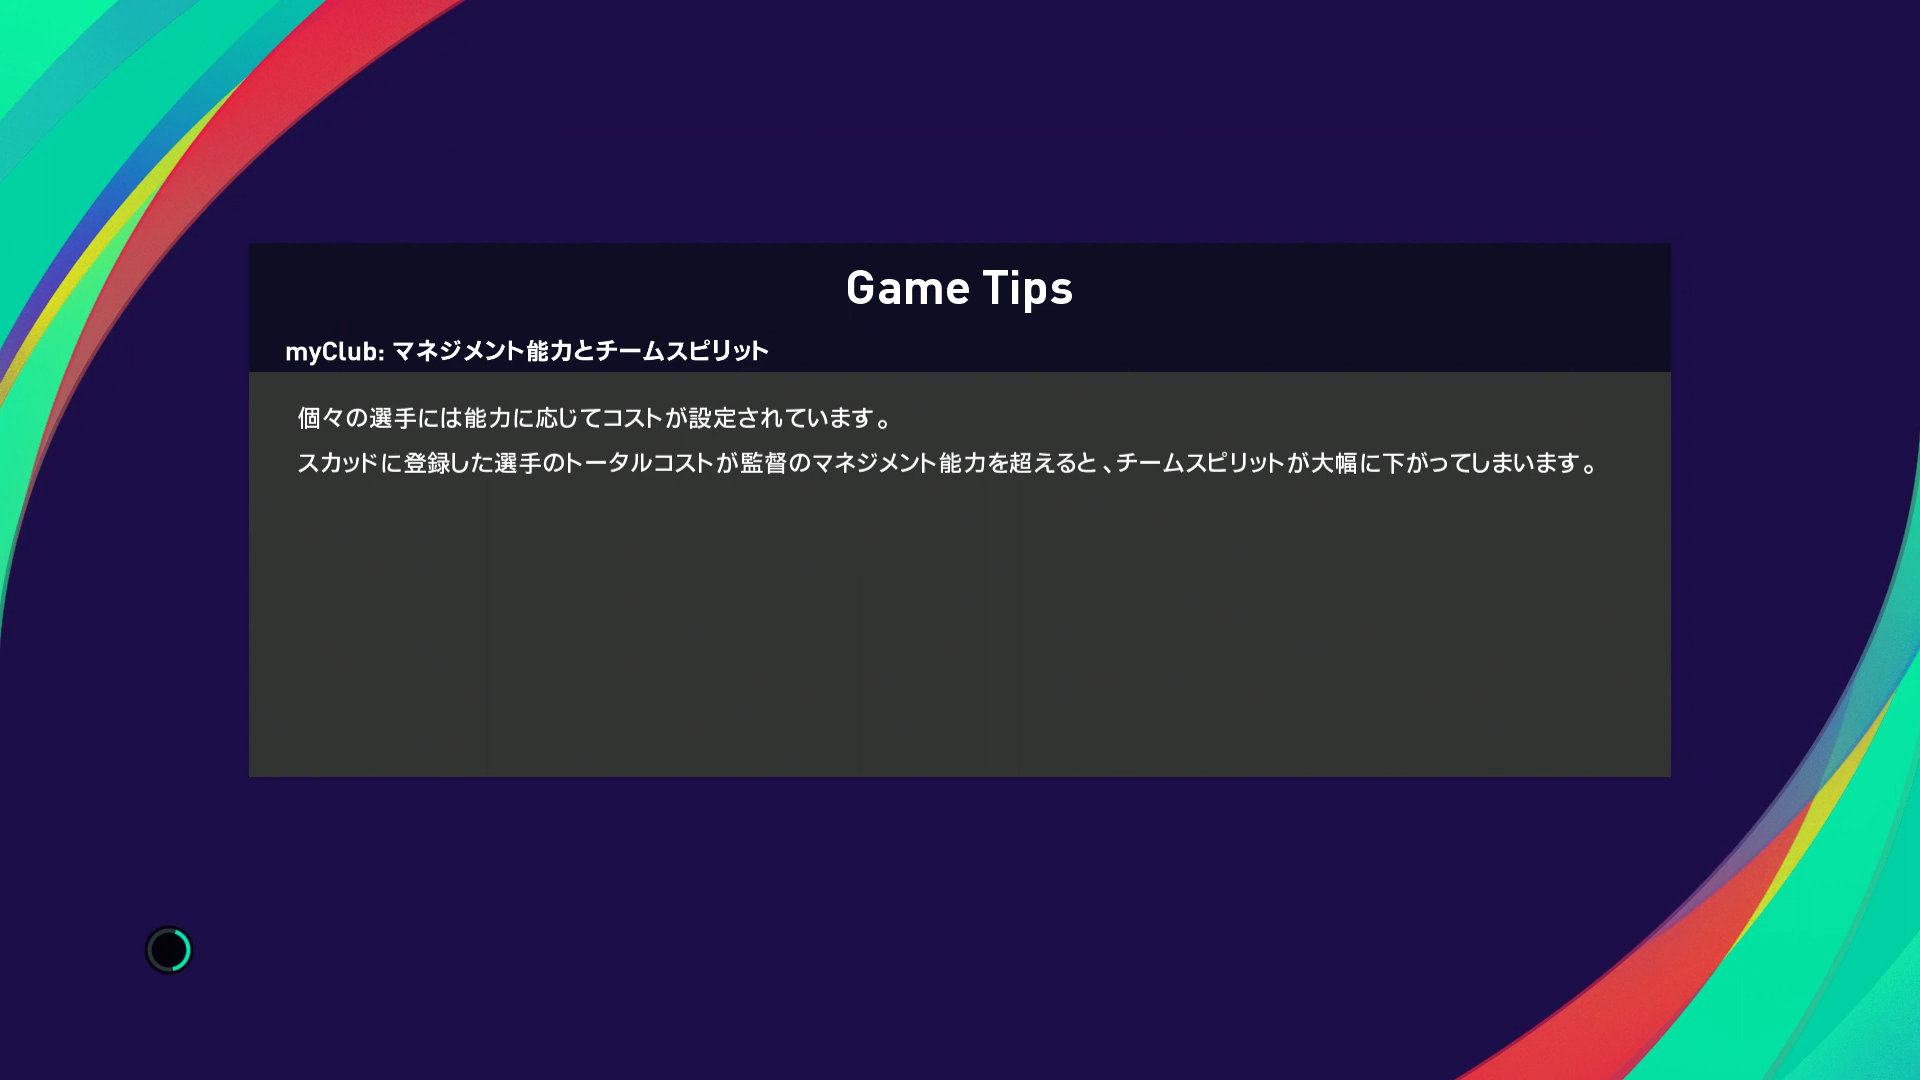 Game Tips
myClub: マネジメント能力とチームスピリット
個々の選手には能力に応じてコストが設定されています。
スカッドに登録した選手のトータルコストが監督のマネジメント能力を超えると、チームスピリットが大幅に下がってしまいます。